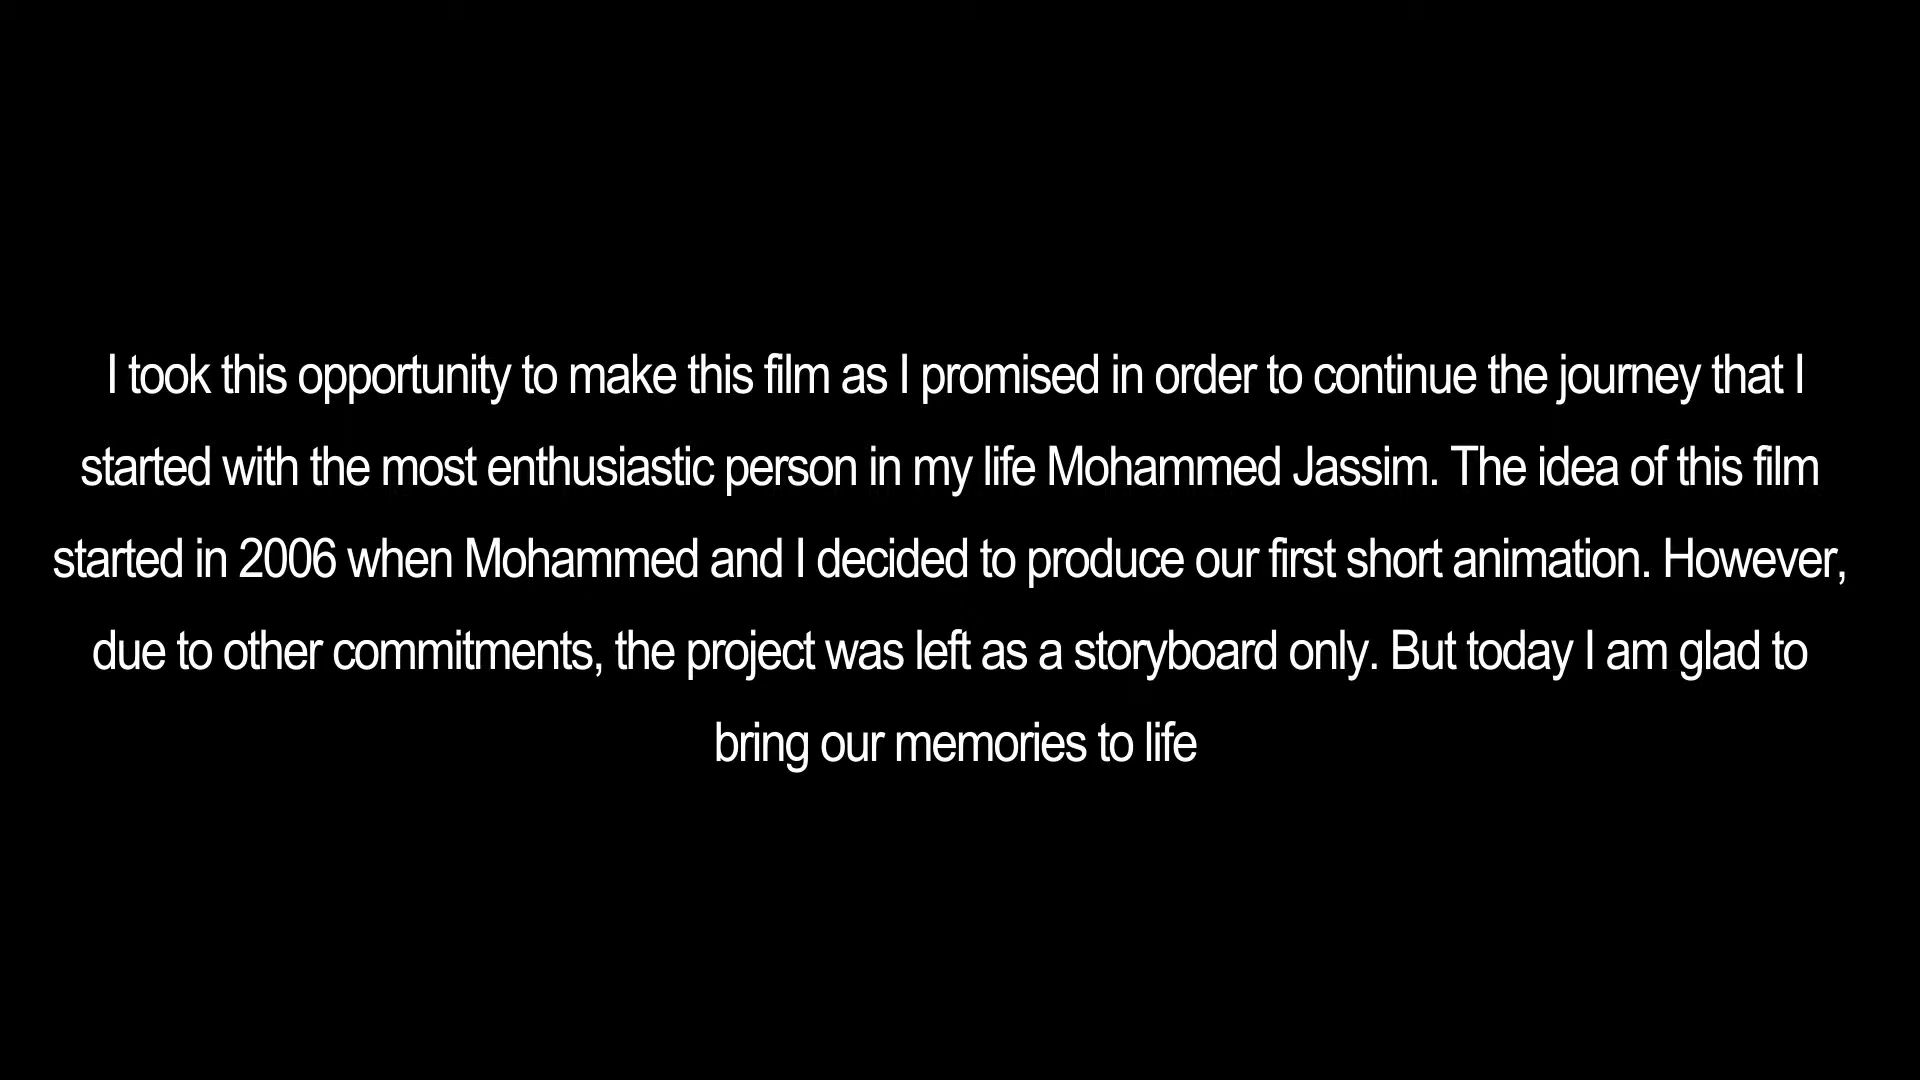 I took this opportunity to make this film as I promised in order to continue the journey that I
started with the most enthusiastic person in my life Mohammed Jassim. The idea of this film
started in 2006 when Mohammed and I decided to produce our first short animation. However,
due to other commitments, the project was left as a storyboard only. But today I am glad to
bring our memories to life